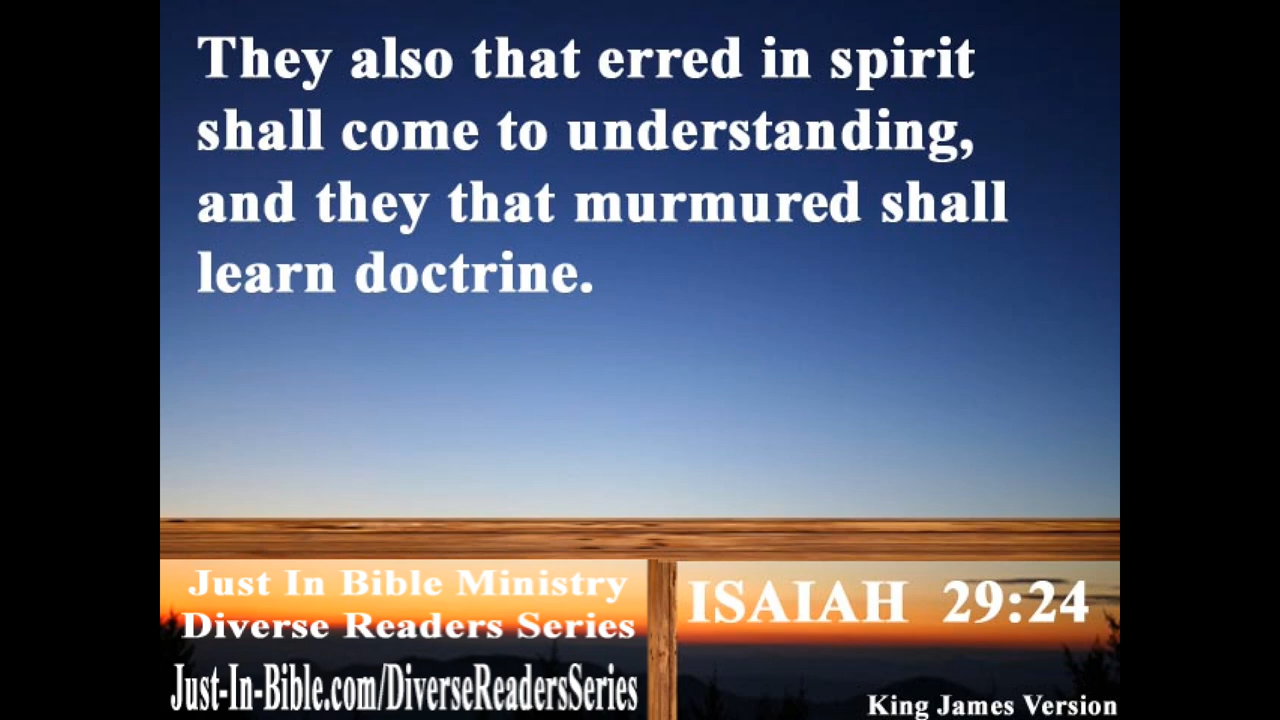 They also that erred in spirit
shall come to understanding,
and they that murmured shall
learn doctrine.
Just In Bible Ministry
Diverse Readers Series
Just-In-Bible.com/DiverseReadersSeries
ISAIAH 29:24
King James Version